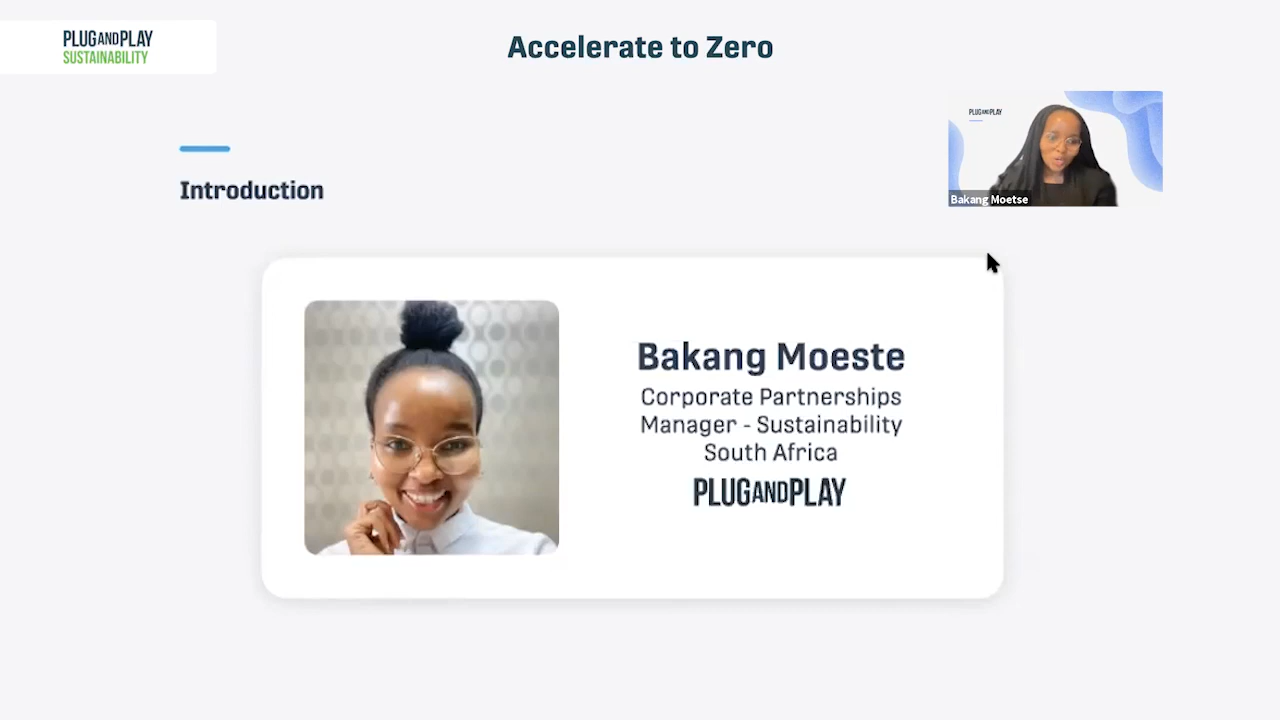 PLUGANDPLAY
SUSTAINABILITY
Accelerate to Zero
PLUGANDPLAY
Bakang Moetse
Introduction
Bakang Moeste
Corporate Partnerships
Manager - Sustainability
South Africa
PLUGANDPLAY